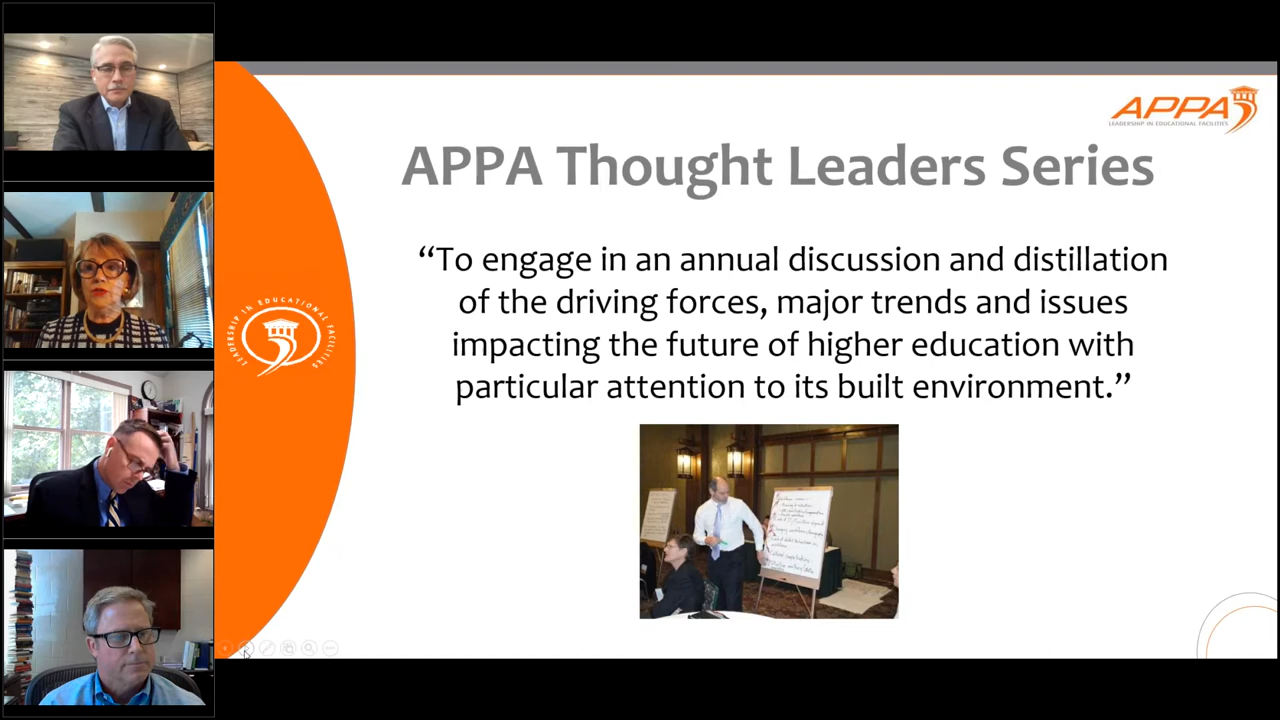 APPA
LEADERSHIP IN EDUCATIONAL FACILITIES
APPA Thought Leaders Series
“To engage in an annual discussion and distillation
of the driving forces, major trends and issues
impacting the future of higher education with
particular attention to its built environment.”
LEADERSHIP IN EDUCATIONAL FACILITIES